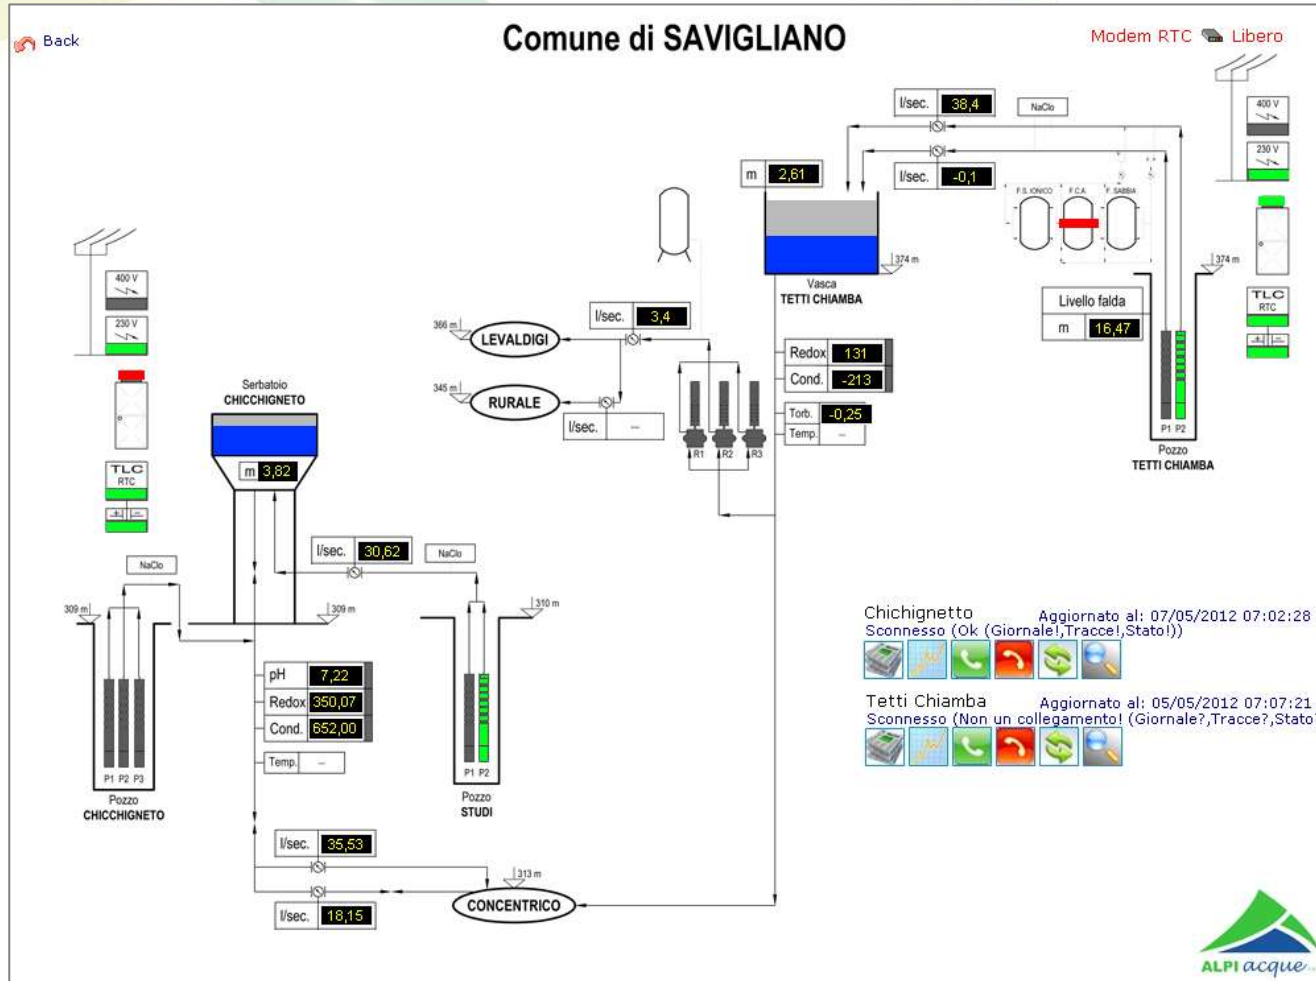 Back
Comune di SAVIGLIANO
Modem RTC Libero
l/sec. 38,4
NaClo
400 V
230 V
m 2,61
l/sec. -0,1
F.S. IONICO F.C.A. F. SABBIA
374 m
374 m
Vasca
TETTI CHIAMBA
Livello falda
m 16,47
TLC
RTC
+ −
400 V
230 V
l/sec. 3,4
366 m
LEVALDIGI
345 m
RURALE
l/sec. --
Redox 131
Cond. -213
Torb. -0,25
Temp. --
R1 R2 R3
P1 P2
Pozzo
TETTI CHIAMBA
Serbatoio
CHICCHIGNETO
m 3,82
TLC
RTC
+ −
l/sec. 30,62
NaClo
NaClo
309 m
309 m
310 m
pH 7,22
Redox 350,07
Cond. 652,00
Temp. --
P1 P2 P3
Pozzo
CHICCHIGNETO
P1 P2
Pozzo
STUDI
Chichignetto Aggiornato al: 07/05/2012 07:02:28
Sconnesso (Ok (Giornale!,Tracce!,Stato!))
Tetti Chiamba Aggiornato al: 05/05/2012 07:07:21
Sconnesso (Non un collegamento! (Giornale?,Tracce?,Stato
l/sec. 35,53
313 m
CONCENTRICO
l/sec. 18,15
ALPI acque